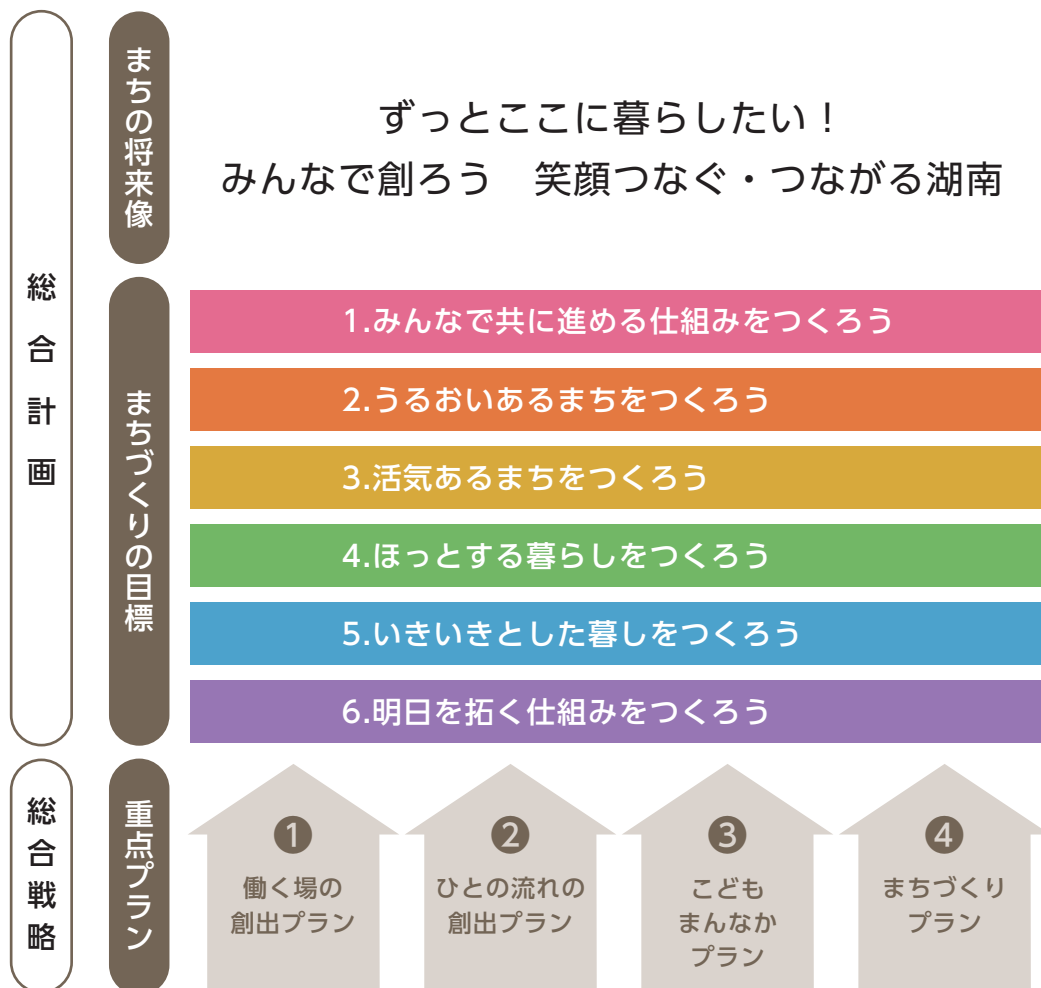 総合計画
まちの将来像
ずっとここに暮らしたい！
みんなで創ろう　笑顔つなぐ・つながる湖南
まちづくりの目標
1.みんなで共に進める仕組みをつくろう
2.うるおいあるまちをつくろう
3.活気あるまちをつくろう
4.ほっとする暮らしをつくろう
5.いきいきとした暮しをつくろう
6.明日を拓く仕組みをつくろう
総合戦略
重点プラン
1
働く場の
創出プラン
2
ひとの流れの
創出プラン
3
こども
まんなか
プラン
4
まちづくり
プラン